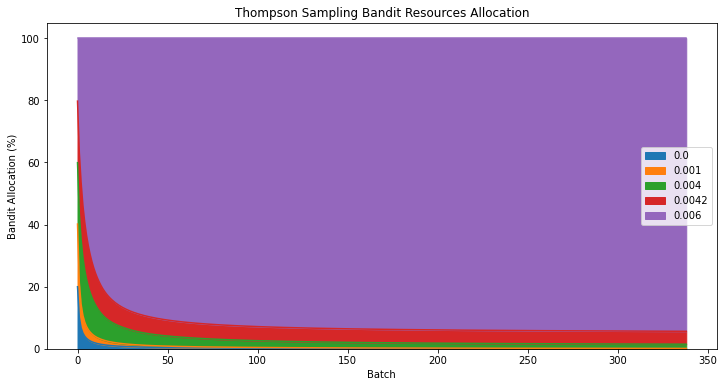 Thompson Sampling Bandit Resources Allocation
Bandit Allocation (%)
100
80
60
40
20
0
0.0
0.001
0.004
0.0042
0.006
0 50 100 150 200 250 300 350
Batch